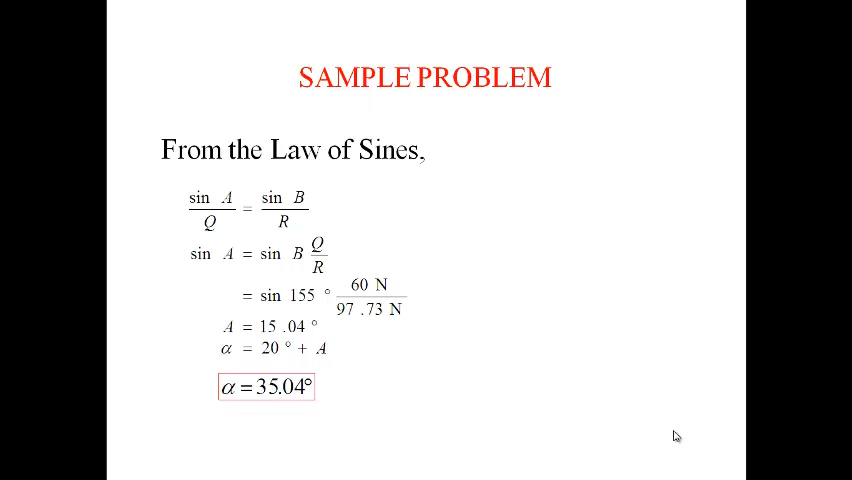 SAMPLE PROBLEM
From the Law of Sines,
sin A / Q = sin B / R
sin A = sin B Q / R
= sin 155 ° 60 N / 97 .73 N
A = 15 .04 °
α = 20 ° + A
α = 35.04°